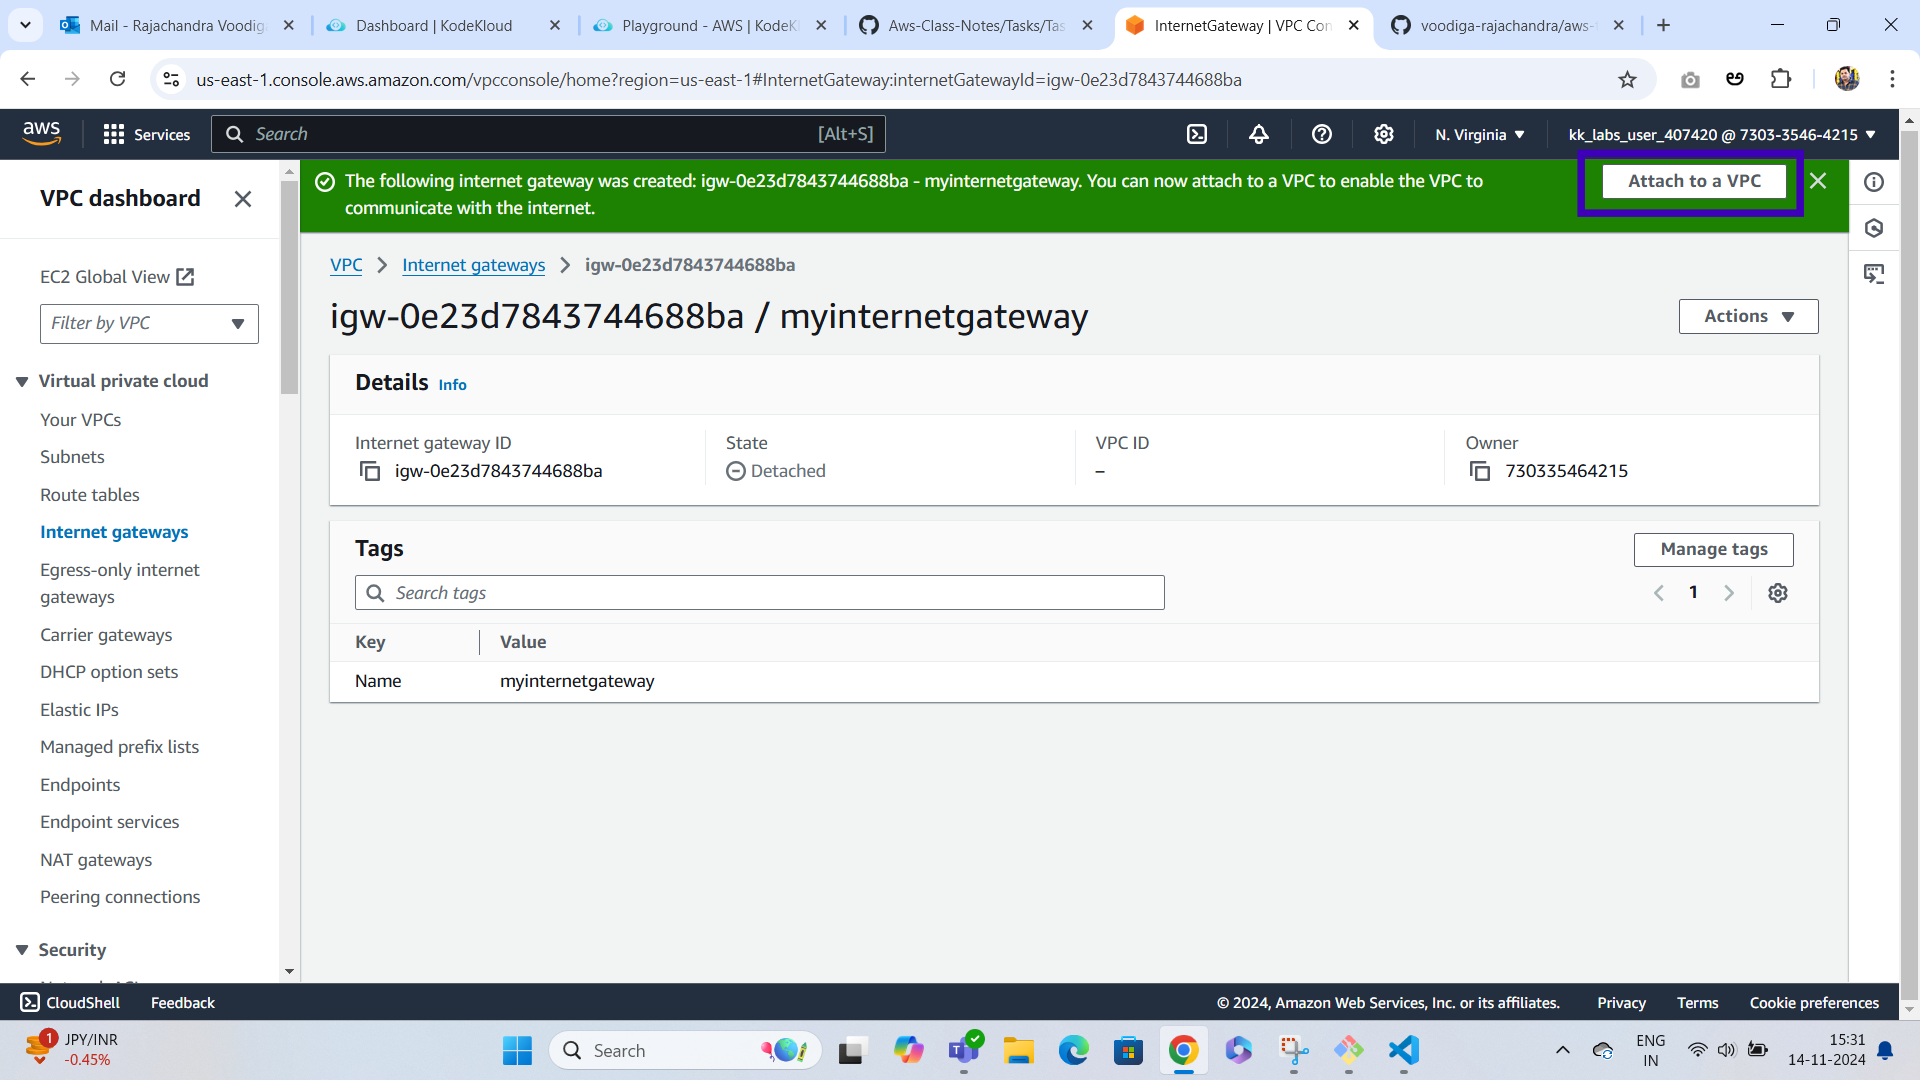 Mail - Rajachandra Voodiga
Dashboard | KodeKloud
Playground - AWS | KodeKl
Aws-Class-Notes/Tasks/Tas
InternetGateway | VPC Con
voodiga-rajachandra/aws-
us-east-1.console.aws.amazon.com/vpcconsole/home?region=us-east-1#InternetGateway:internetGatewayId=igw-0e23d7843744688ba
aws
Services
Search
[Alt+S]
N. Virginia
kk_labs_user_407420 @ 7303-3546-4215
VPC dashboard
EC2 Global View
Filter by VPC
Virtual private cloud
Your VPCs
Subnets
Route tables
Internet gateways
Egress-only internet
gateways
Carrier gateways
DHCP option sets
Elastic IPs
Managed prefix lists
Endpoints
Endpoint services
NAT gateways
Peering connections
Security
The following internet gateway was created: igw-0e23d7843744688ba - myinternetgateway. You can now attach to a VPC to enable the VPC to
communicate with the internet.
Attach to a VPC
VPC
Internet gateways
igw-0e23d7843744688ba
igw-0e23d7843744688ba / myinternetgateway
Actions
Details Info
Internet gateway ID
igw-0e23d7843744688ba
State
Detached
VPC ID
–
Owner
730335464215
Tags
Manage tags
Search tags
1
Key
Value
Name
myinternetgateway
CloudShell
Feedback
© 2024, Amazon Web Services, Inc. or its affiliates.
Privacy
Terms
Cookie preferences
1
JPY/INR
-0.45%
Search
ENG
IN
15:31
14-11-2024